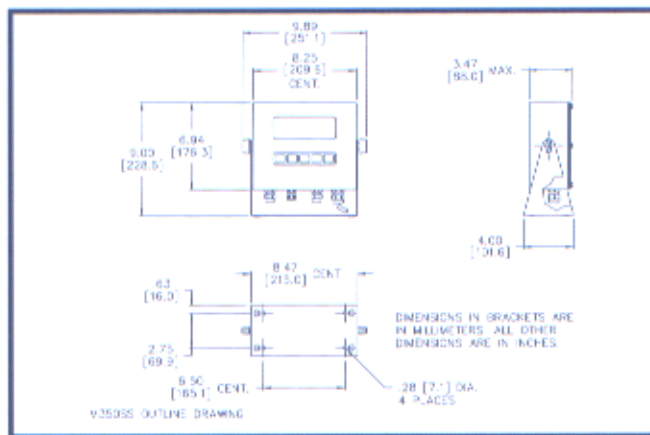 9.89
[251.1]
8.25
[209.6]
CENT.
3.47
MAX.
6.94
[176.3]
9.00
[228.6]
4.00
[101.6]
8.47
[215.0]
CENT
.63
[16.0]
DIMENSIONS IN BRACKETS ARE
IN MILLIMETERS ALL OTHER
DIMENSIONS ARE IN INCHES
2.75
[69.9]
6.50
[165.1]
CENT.
.28 [7.1] DIA.
4 PLACES
V350SS OUTLINE DRAWING